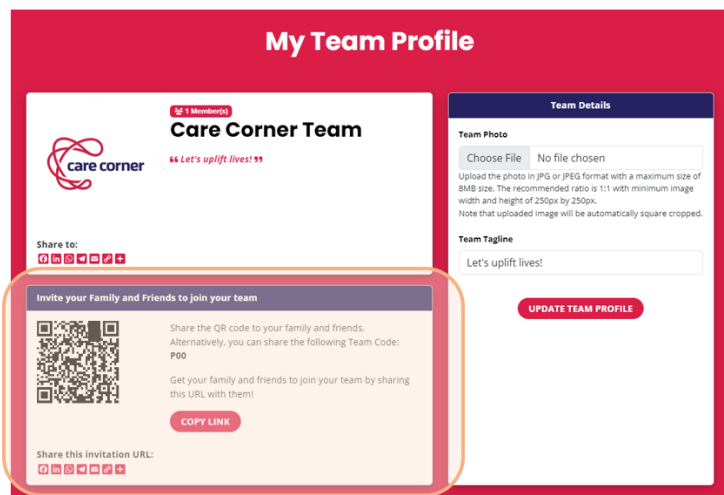 My Team Profile
1 Member(s)
Care Corner Team
care corner
❝ Let's uplift lives! ❞
Share to:
Invite your Family and Friends to join your team
Share the QR code to your family and friends.
Alternatively, you can share the following Team Code:
P00
Get your family and friends to join your team by sharing
this URL with them!
COPY LINK
Share this invitation URL:
Team Details
Team Photo
Choose File No file chosen
Upload the photo in JPG or JPEG format with a maximum size of
8MB size. The recommended ratio is 1:1 with minimum image
width and height of 250px by 250px.
Note that uploaded image will be automatically square cropped.
Team Tagline
Let's uplift lives!
UPDATE TEAM PROFILE